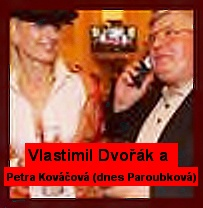 Vlastimil Dvořák a
Petra Kováčová (dnes Paroubková)